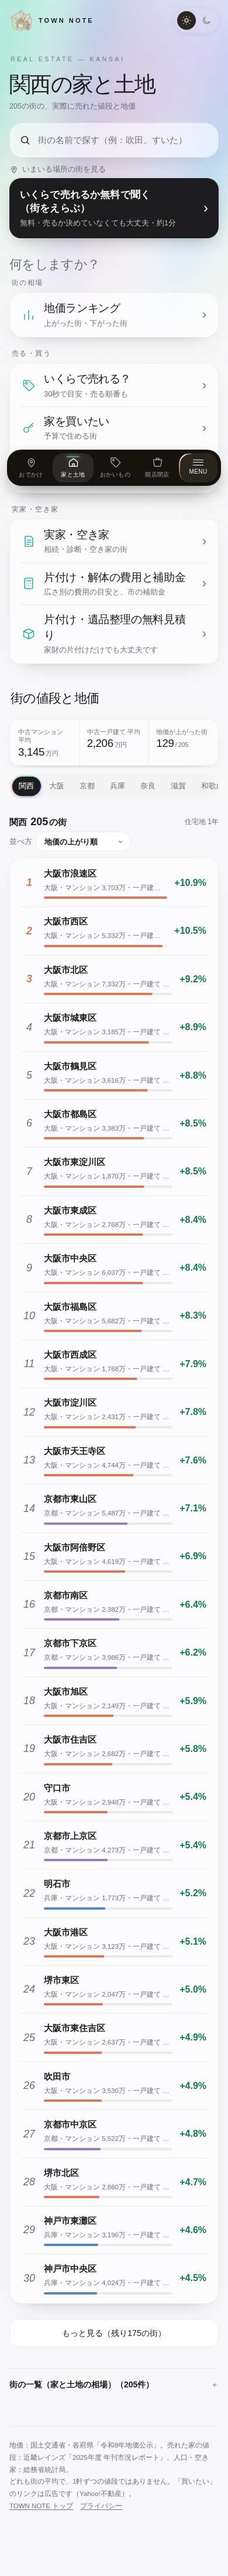 TOWN NOTE
REAL ESTATE — KANSAI
関西の家と土地
205の街の、実際に売れた値段と地価
街の名前で探す（例：吹田、すいた）
いまいる場所の街を見る
いくらで売れるか無料で聞く
（街をえらぶ）
無料・売るか決めていなくても大丈夫・約1分
何をしますか？
街の相場
地価ランキング
上がった街・下がった街
売る・買う
いくらで売れる？
30秒で目安・売る順番も
家を買いたい
予算で住める街
おでかけ
家と土地
おかいもの
開店閉店
MENU
実家・空き家
実家・空き家
相続・診断・空き家の街
片付け・解体の費用と補助金
広さ別の費用の目安と、市の補助金
片付け・遺品整理の無料見積
り
家財の片付けだけでも大丈夫です
街の値段と地価
中古マンション
平均
3,145万円
中古一戸建て 平均
2,206万円
地価が上がった街
129/ 205
関西 大阪 京都 兵庫 奈良 滋賀
関西 205の街
住宅地 1年
並べ方 地価の上がり順
1 大阪市浪速区 +10.9%
大阪・マンション 3,703万・一戸建…
2 大阪市西区 +10.5%
大阪・マンション 5,332万・一戸建…
3 大阪市北区 +9.2%
大阪・マンション 7,332万・一戸建て …
4 大阪市城東区 +8.9%
大阪・マンション 3,185万・一戸建て …
5 大阪市鶴見区 +8.8%
大阪・マンション 3,616万・一戸建て …
6 大阪市都島区 +8.5%
大阪・マンション 3,383万・一戸建て …
7 大阪市東淀川区 +8.5%
大阪・マンション 1,870万・一戸建て …
8 大阪市東成区 +8.4%
大阪・マンション 2,768万・一戸建て …
9 大阪市中央区 +8.4%
大阪・マンション 6,037万・一戸建て …
10 大阪市福島区 +8.3%
大阪・マンション 5,682万・一戸建て …
11 大阪市西成区 +7.9%
大阪・マンション 1,768万・一戸建て …
12 大阪市淀川区 +7.8%
大阪・マンション 2,431万・一戸建て …
13 大阪市天王寺区 +7.6%
大阪・マンション 4,744万・一戸建て …
14 京都市東山区 +7.1%
京都・マンション 5,487万・一戸建て …
15 大阪市阿倍野区 +6.9%
大阪・マンション 4,619万・一戸建て …
16 京都市南区 +6.4%
京都・マンション 2,382万・一戸建て …
17 京都市下京区 +6.2%
京都・マンション 3,986万・一戸建て …
18 大阪市旭区 +5.9%
大阪・マンション 2,149万・一戸建て …
19 大阪市住吉区 +5.8%
大阪・マンション 2,682万・一戸建て …
20 守口市 +5.4%
大阪・マンション 2,948万・一戸建て …
21 京都市上京区 +5.4%
京都・マンション 4,273万・一戸建て …
22 明石市 +5.2%
兵庫・マンション 1,773万・一戸建て …
23 大阪市港区 +5.1%
大阪・マンション 3,123万・一戸建て …
24 堺市東区 +5.0%
大阪・マンション 2,047万・一戸建て …
25 大阪市東住吉区 +4.9%
大阪・マンション 2,637万・一戸建て …
26 吹田市 +4.9%
大阪・マンション 3,530万・一戸建て …
27 京都市中京区 +4.8%
京都・マンション 5,522万・一戸建て …
28 堺市北区 +4.7%
大阪・マンション 2,860万・一戸建て …
29 神戸市東灘区 +4.6%
兵庫・マンション 3,196万・一戸建て …
30 神戸市中央区 +4.5%
兵庫・マンション 4,024万・一戸建て …
もっと見る（残り175の街）
街の一覧（家と土地の相場）（205件） +
地価：国土交通省・各府県「令和8年地価公示」。売れた家の値
段：近畿レインズ「2025年度 年刊市況レポート」。人口・空き
家：総務省統計局。
どれも街の平均で、1軒ずつの値段ではありません。「買いたい」
のリンクは広告です（Yahoo!不動産）。
TOWN NOTE トップ プライバシー